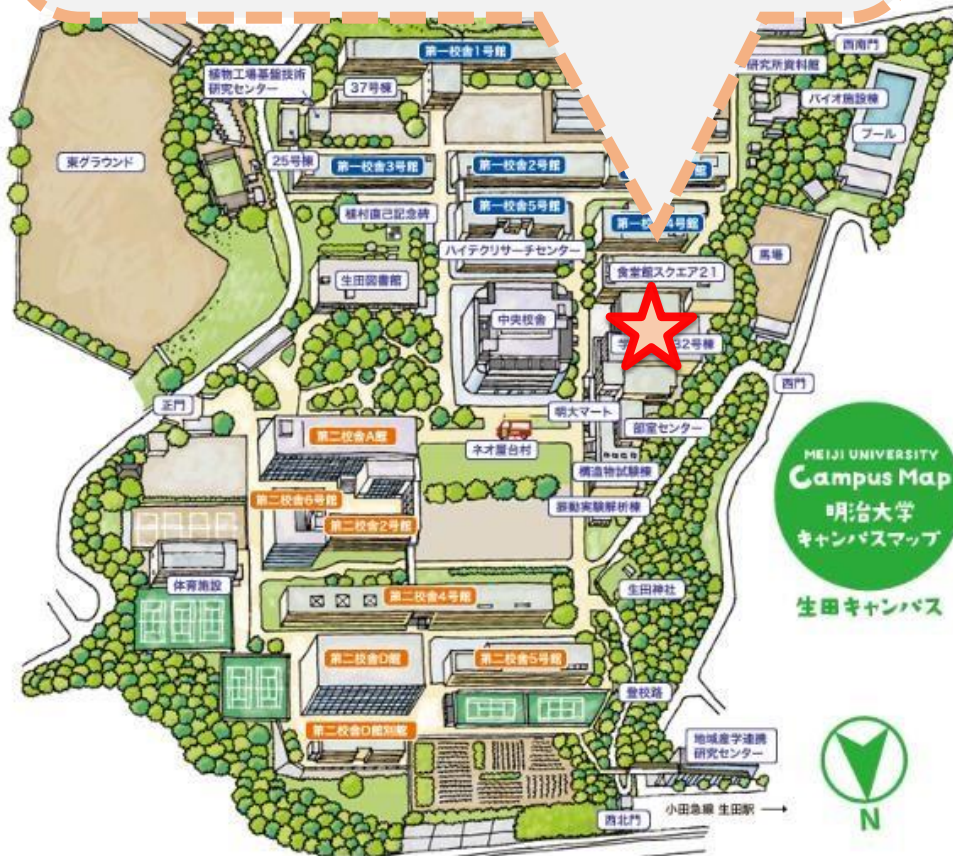 第一校舎1号館
西南門
研究所資料館
植物工場基盤技術
研究センター
37号棟
バイオ施設棟
プール
東グラウンド
25号棟
第一校舎3号館
第一校舎2号館
館
植村直己記念碑
第一校舎5号館
第一校
4号館
ハイテクリサーチセンター
馬場
食堂館スクエア21
生田図書館
中央校舎
学
32号棟
西門
正門
明大マート
部室センター
第二校舎A館
ネオ屋台村
構造物試験棟
第二校舎6号館
振動実験解析棟
第二校舎2号館
MEIJI UNIVERSITY
Campus Map
明治大学
キャンパスマップ
生田キャンパス
体育施設
第二校舎4号館
生田神社
第二校舎D館
第二校舎5号館
登校路
第二校舎D館別館
地域産学連携
研究センター
小田急線 生田駅
西北門
N